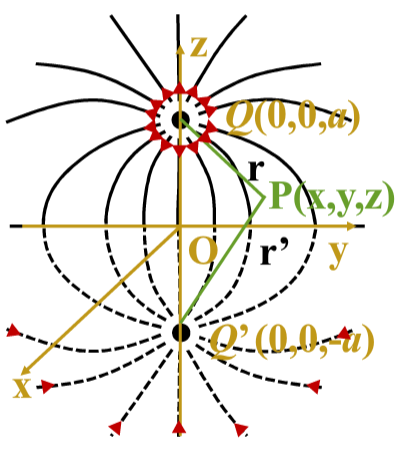 z
Q(0,0,a)
r
P(x,y,z)
O
r’
y
Q’(0,0,-a)
x